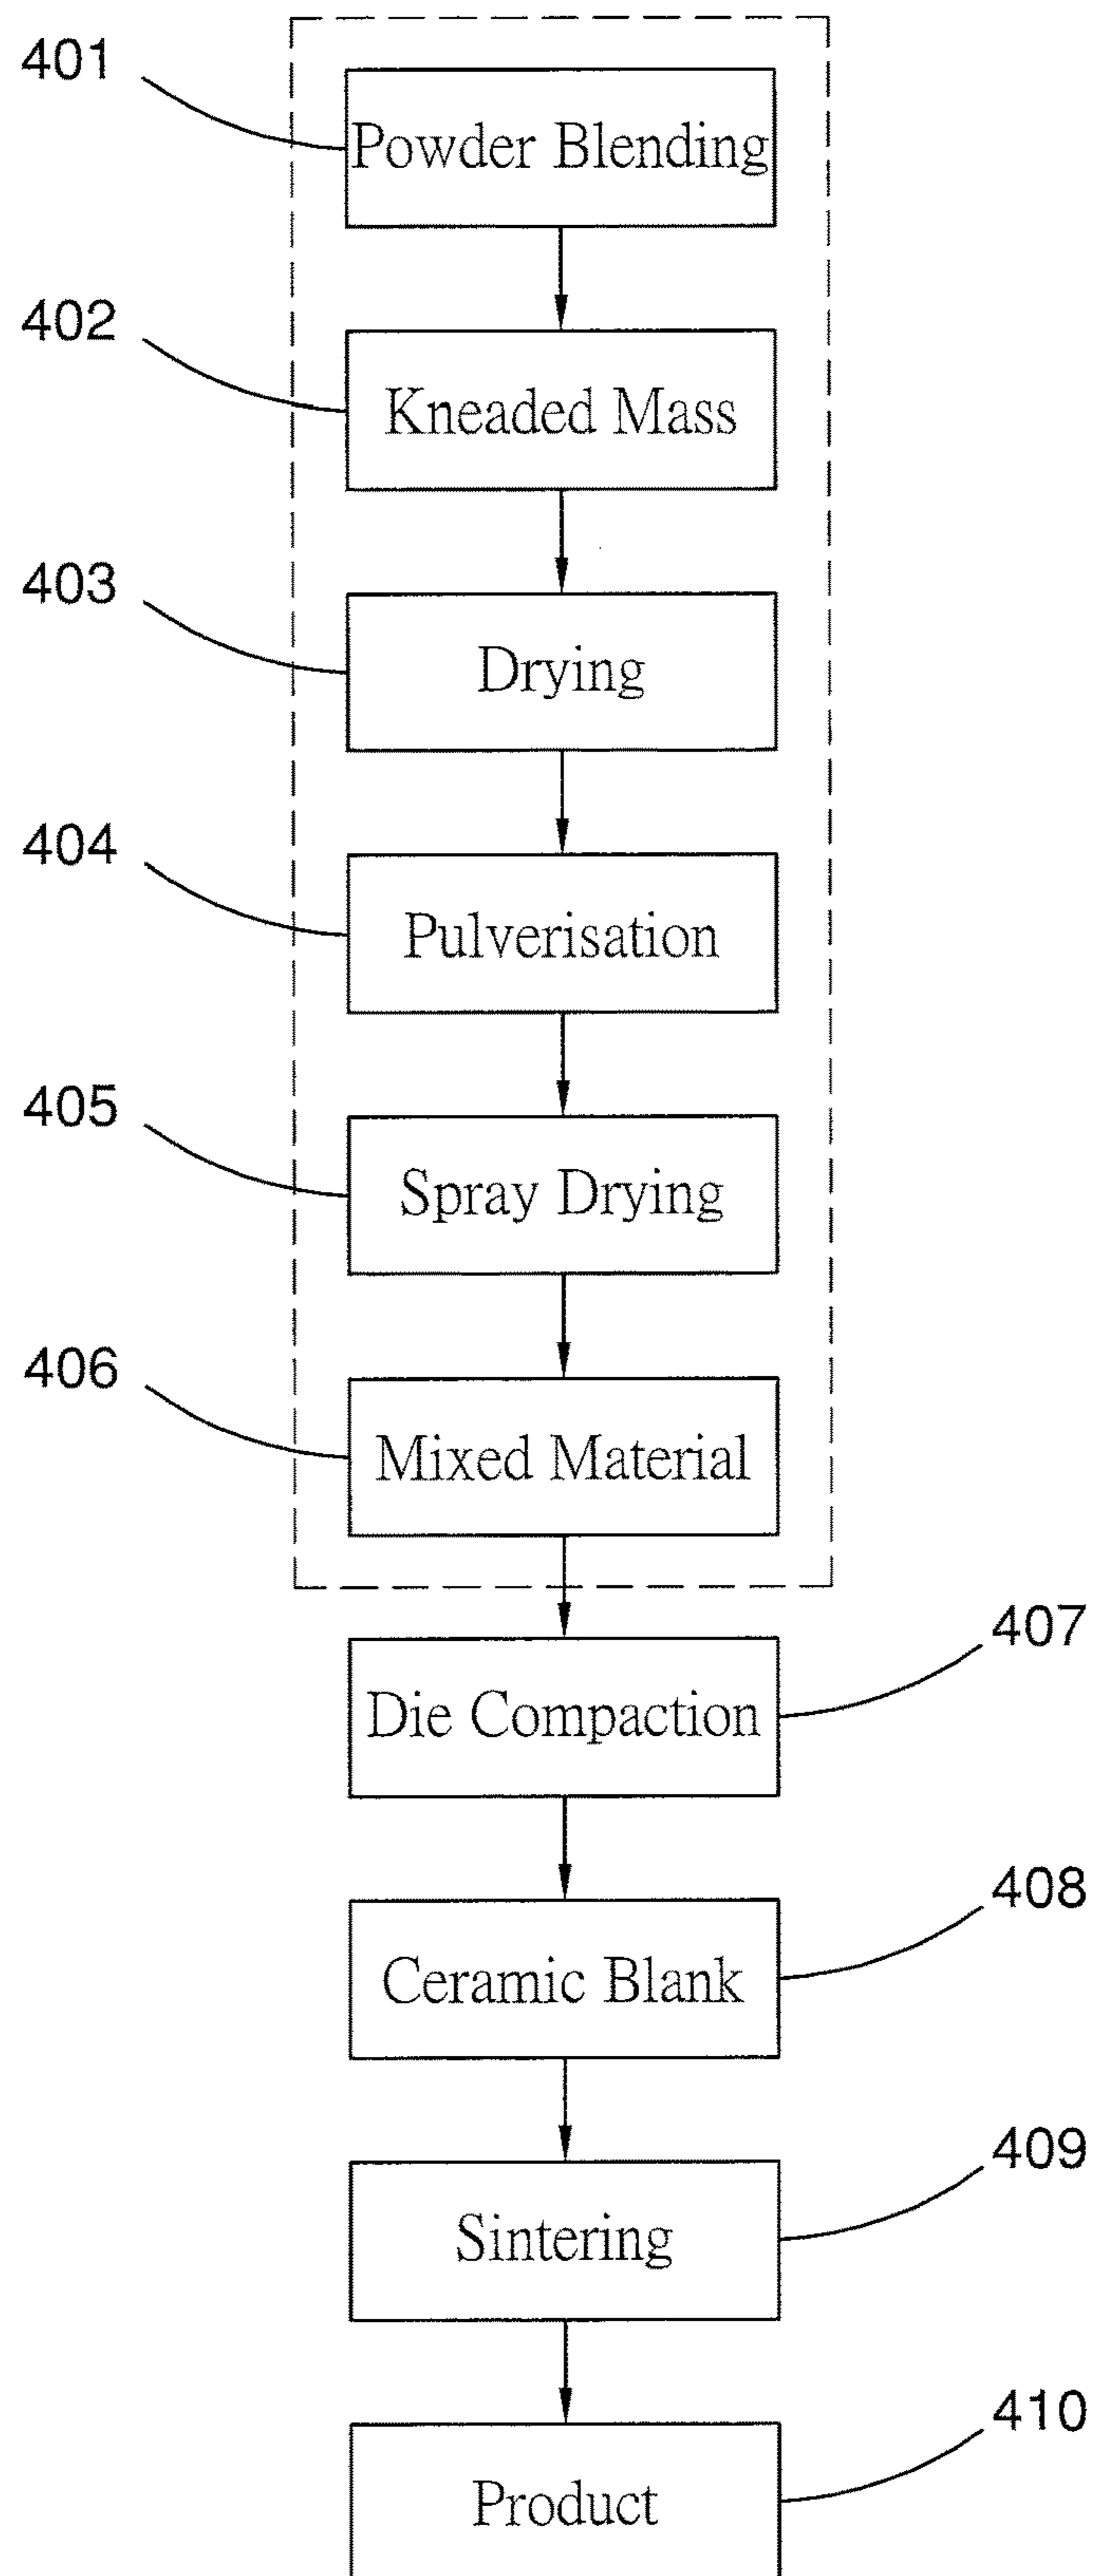 401
Powder Blending
402
Kneaded Mass
403
Drying
404
Pulverisation
405
Spray Drying
406
Mixed Material
407
Die Compaction
408
Ceramic Blank
409
Sintering
410
Product